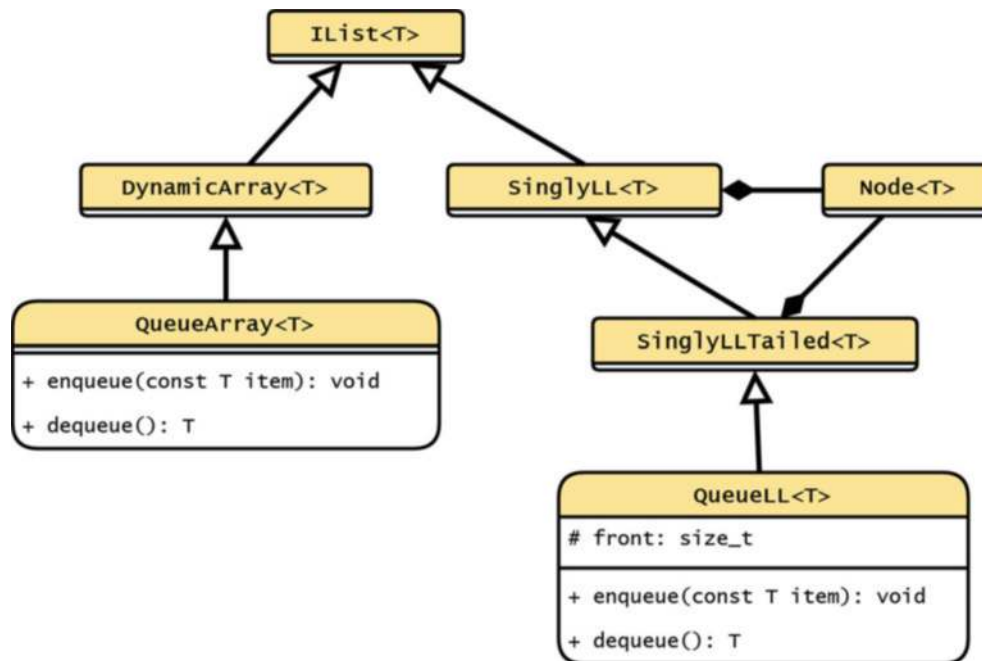 IList<T>
DynamicArray<T>
SinglyLL<T>
Node<T>
QueueArray<T>
+ enqueue(const T item): void
+ dequeue(): T
SinglyLLTailed<T>
QueueLL<T>
# front: size_t
+ enqueue(const T item): void
+ dequeue(): T